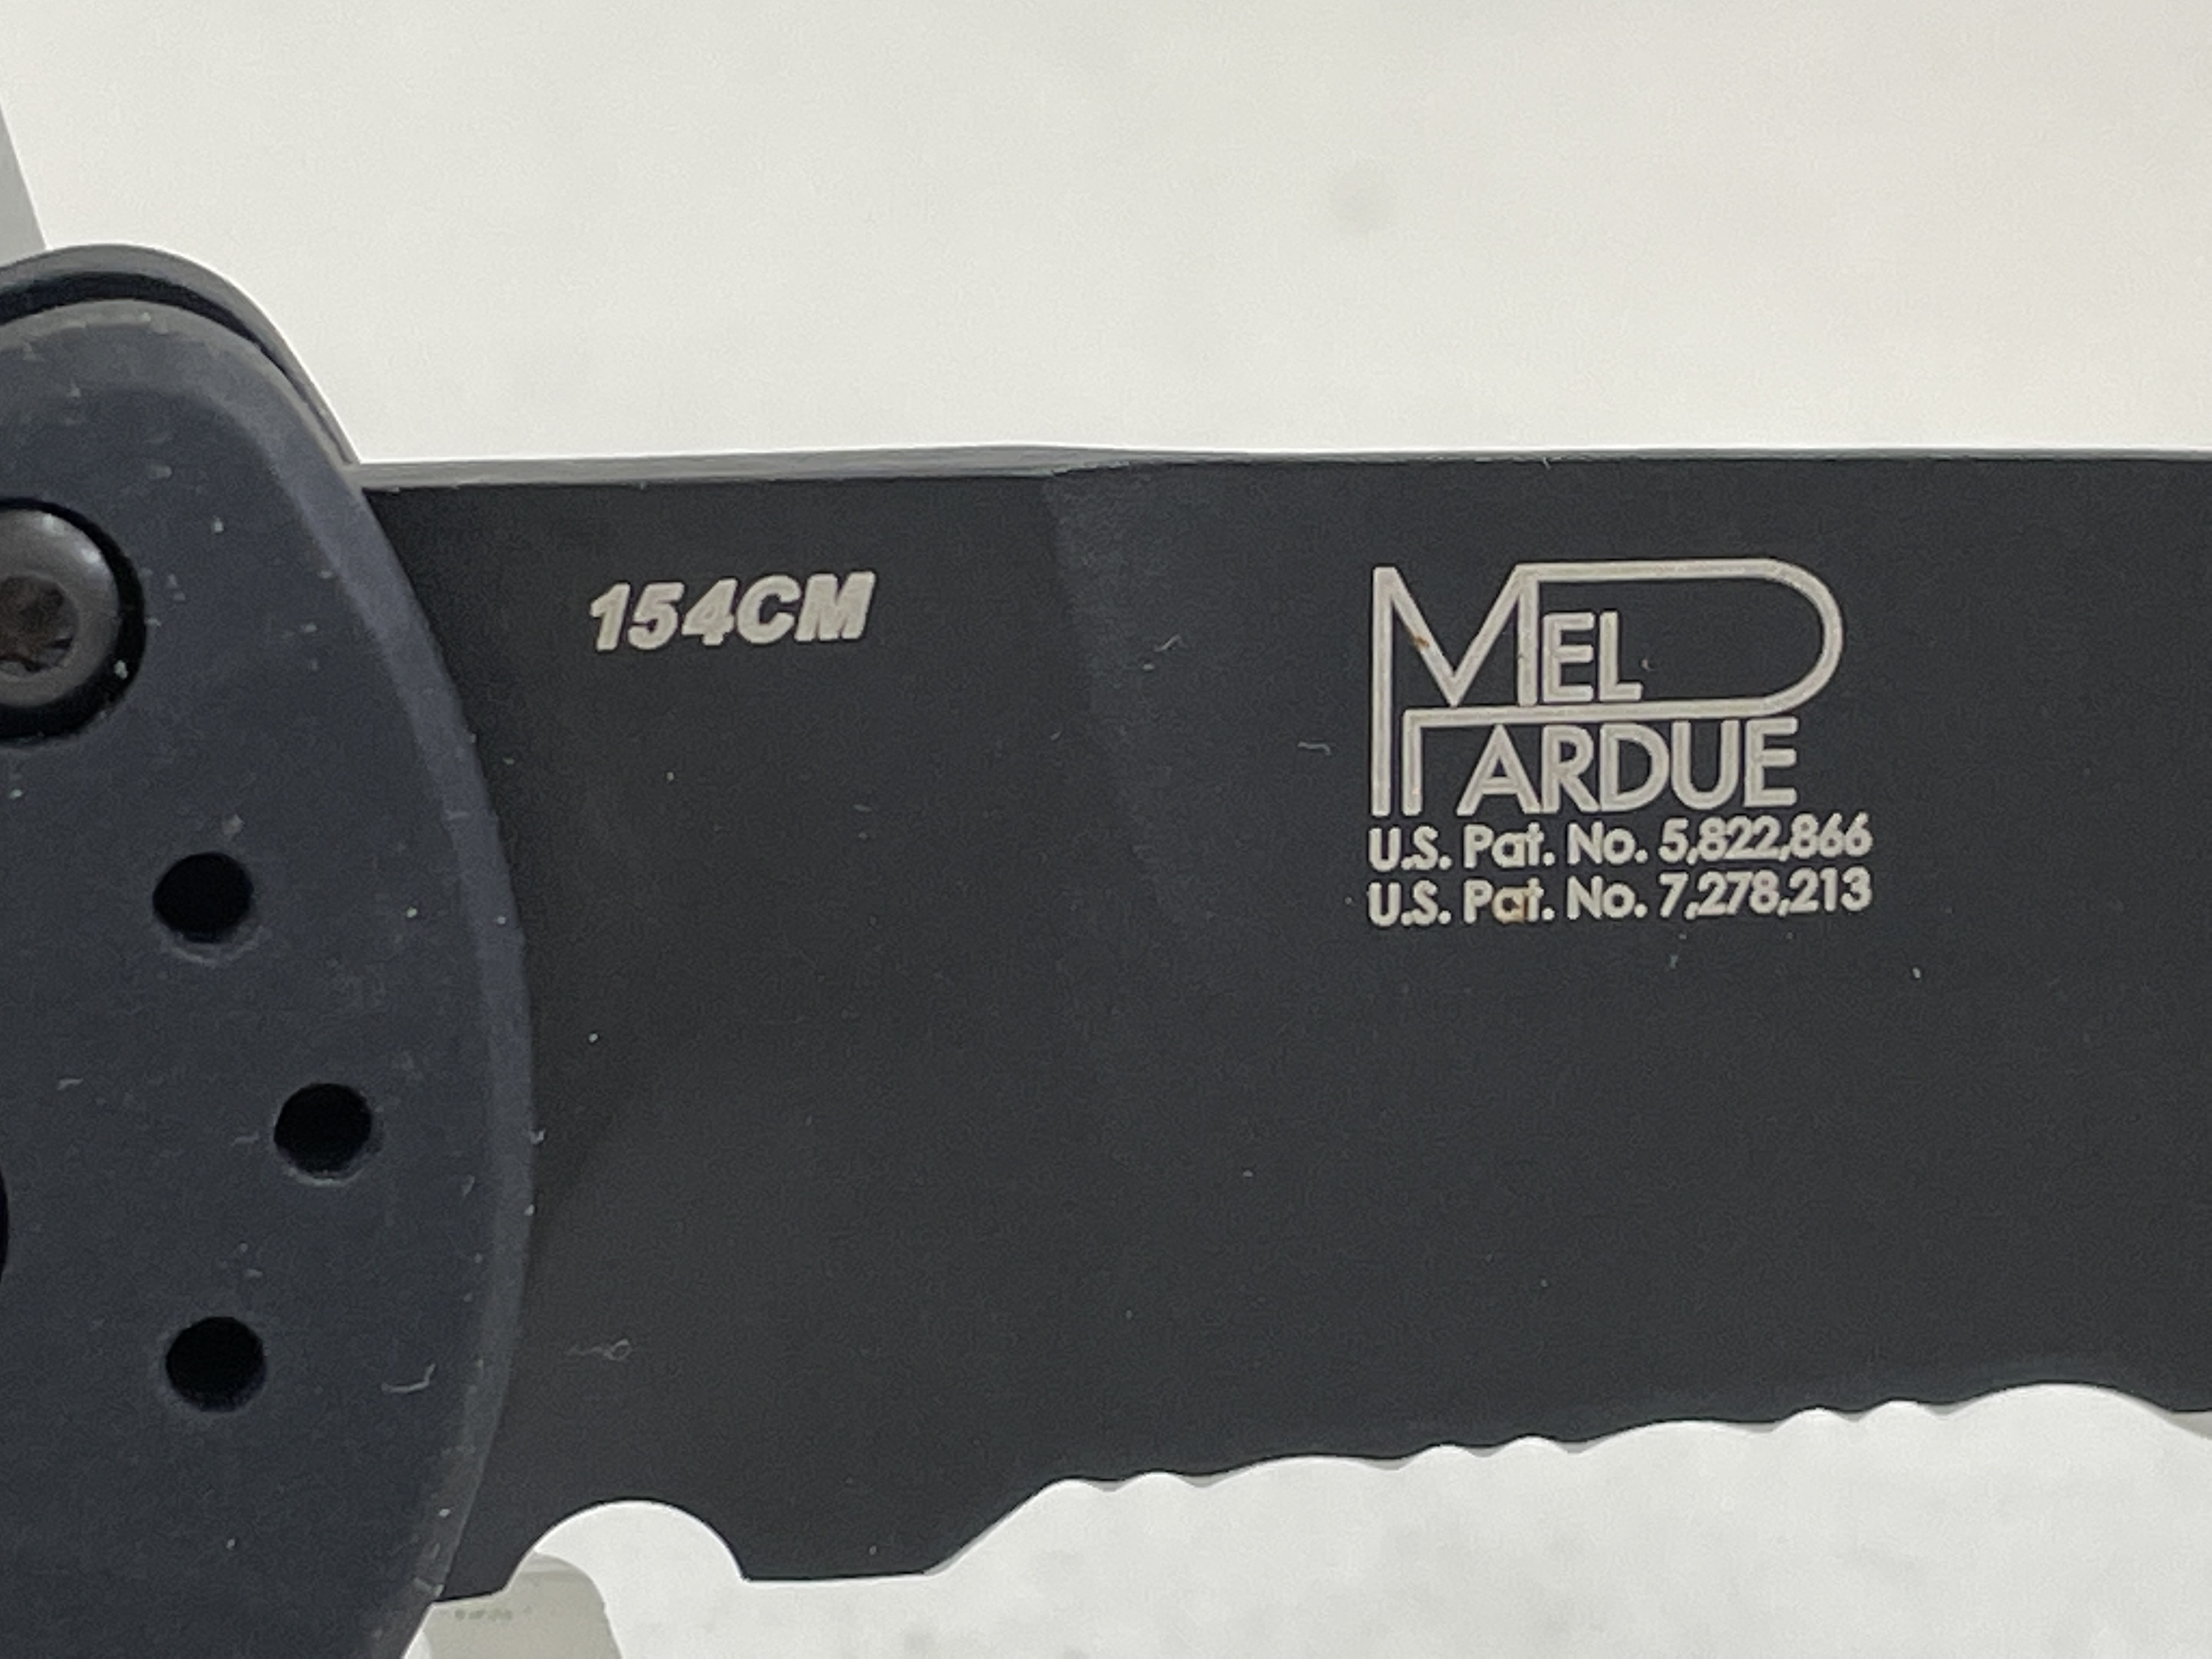 154CM
MEL
PARDUE
U.S. Pat. No. 5,822,866
U.S. Pat. No. 7,278,213